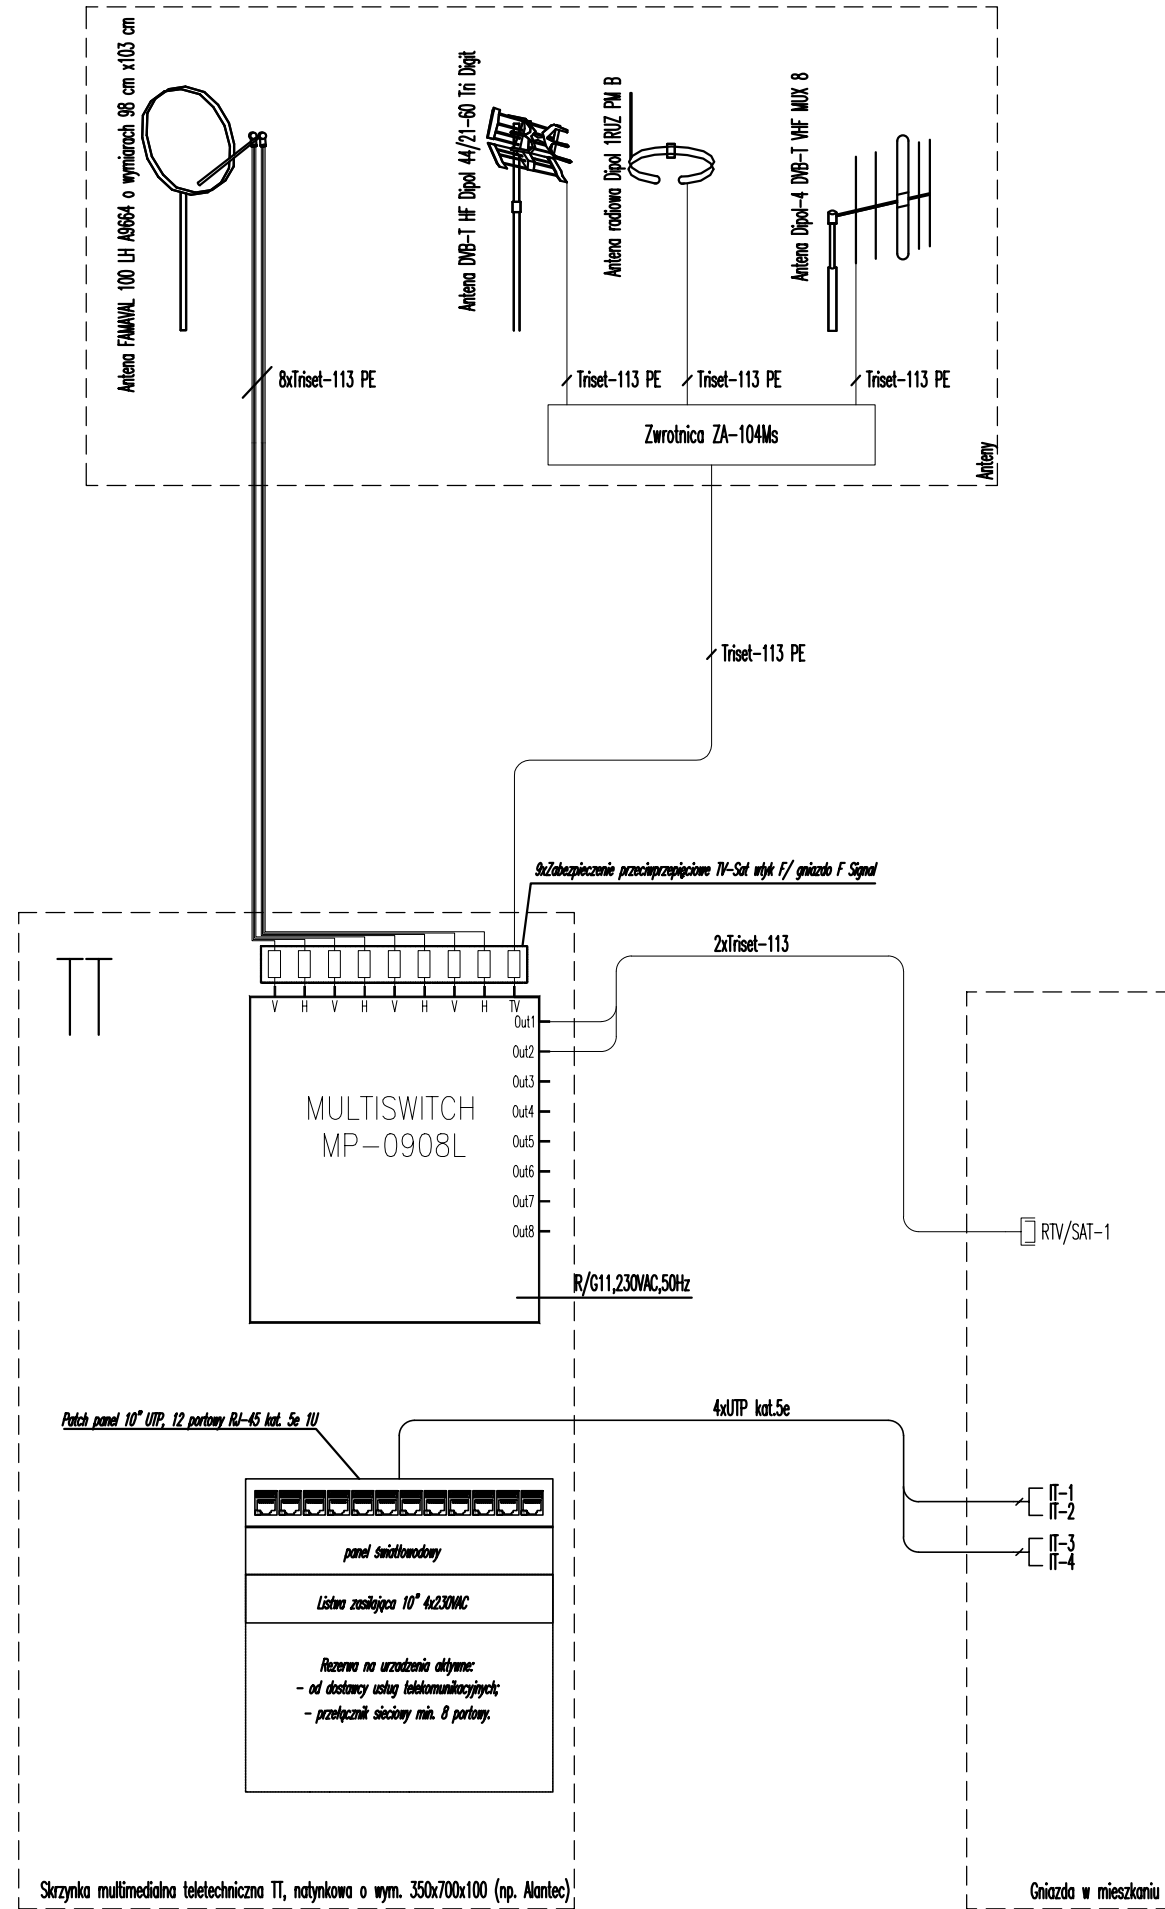 Antena FAMAVAL 100 LH A9664 o wymiarach 98 cm x103 cm
Antena DVB-T HF Dipol 44/21-60 Tri Digit
Antena radiowa Dipol 1RUZ PM B
Antena Dipol-4 DVB-T VHF MUX 8
8xTriset-113 PE
Triset-113 PE
Triset-113 PE
Triset-113 PE
Zwrotnica ZA-104Ms
Anteny
Triset-113 PE
9xZabezpieczenie przeciwprzepięciowe TV-Sat wtyk F/ gniazdo F Signal
2xTriset-113
TT
V H V H V H V H TV
Out1
Out2
Out3
Out4
Out5
Out6
Out7
Out8
MULTISWITCH
MP-0908L
RTV/SAT-1
R/G11,230VAC,50Hz
Patch panel 10" UTP, 12 portowy RJ-45 kat. 5e 1U
4xUTP kat.5e
IT-1
IT-2
IT-3
IT-4
panel światłowodowy
Listwa zasilająca 10" 4x230VAC
Rezerwa na urzadzenia aktywne:
- od dostawcy usług telekomunikacyjnych;
- przełącznik sieciowy min. 8 portowy.
Skrzynka multimedialna teletechniczna TT, natynkowa o wym. 350x700x100 (np. Alantec)
Gniazda w mieszkaniu